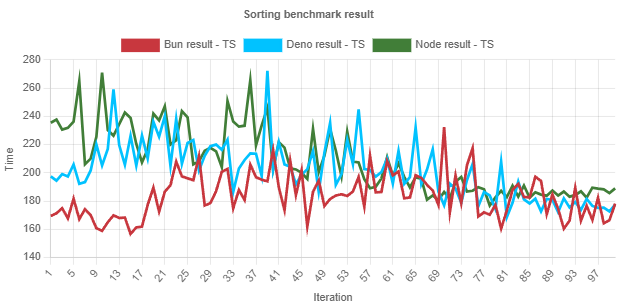 Sorting benchmark result
Bun result - TS Deno result - TS Node result - TS
280
260
240
220
200
180
160
140
Time
1 5 9 13 17 21 25 29 33 37 41 45 49 53 57 61 65 69 73 77 81 85 89 93 97
Iteration